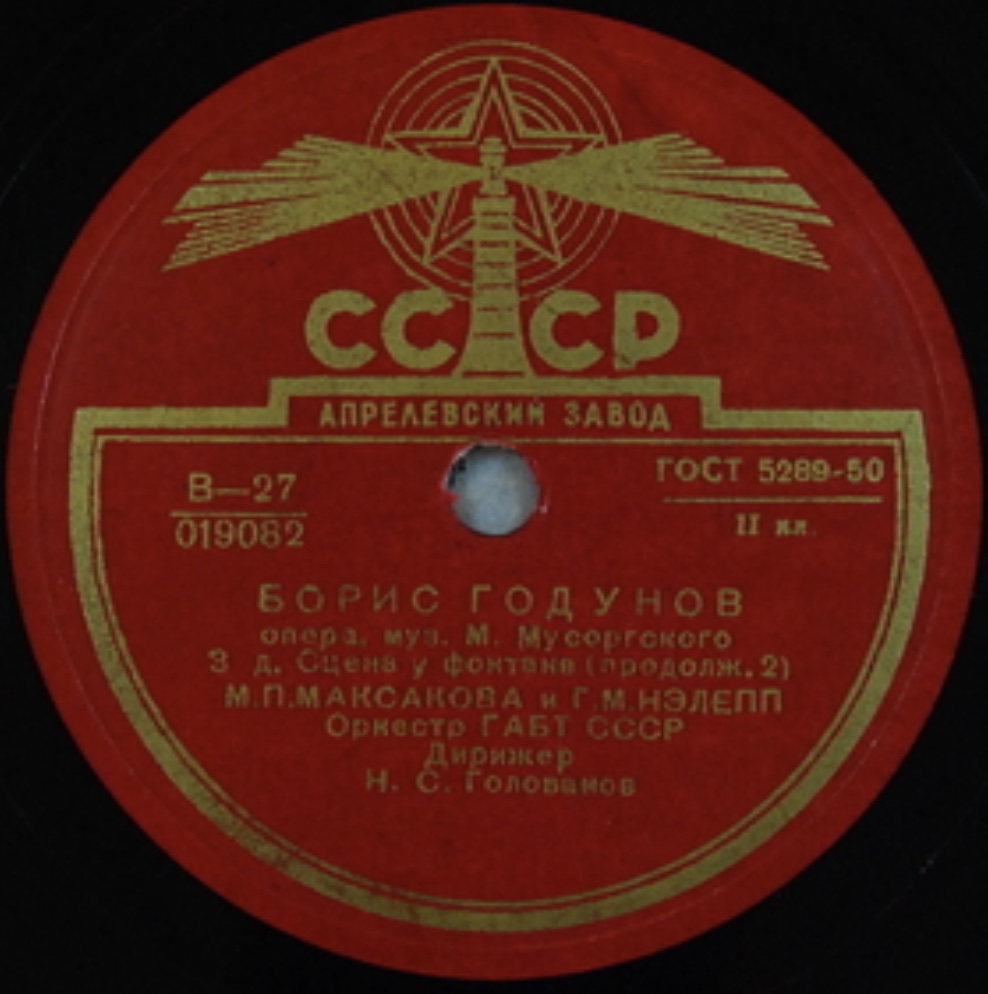 СССР
АПРЕЛЕВСКИЙ ЗАВОД
В—27
019082
ГОСТ 5289-50
II кл.
БОРИС ГОДУНОВ
опера, муз. М. Мусоргского
3 д. Сцена у фонтана (продолж. 2)
М.П.МАКСАКОВА и Г.М.НЭЛЕПП
Оркестр ГАБТ СССР
Дирижер
Н. С. Голованов